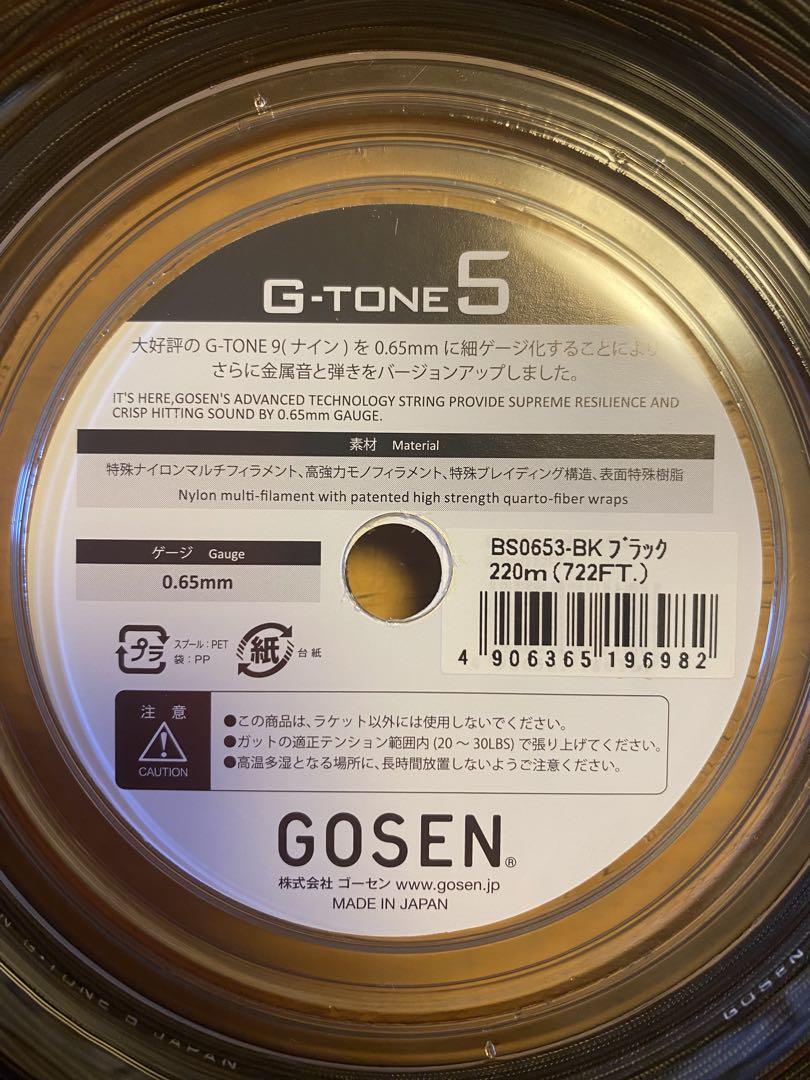 G-TONE 5
大好評の G-TONE 9(ナイン) を 0.65mm に細ゲージ化することにより
さらに金属音と弾きをバージョンアップしました。
IT'S HERE,GOSEN'S ADVANCED TECHNOLOGY STRING PROVIDE SUPREME RESILIENCE AND
CRISP HITTING SOUND BY 0.65mm GAUGE.
素材 Material
特殊ナイロンマルチフィラメント、高強力モノフィラメント、特殊ブレイディング構造、表面特殊樹脂
Nylon multi-filament with patented high strength quarto-fiber wraps
ゲージ Gauge
0.65mm
BS0653-BK ブラック
220m(722FT.)
4 906365 196982
プラ
スプール:PET
袋:PP
紙
台紙
注 意
CAUTION
●この商品は、ラケット以外には使用しないでください。
●ガットの適正テンション範囲内 (20 ~ 30LBS) で張り上げてください。
●高温多湿となる場所に、長時間放置しないようご注意ください。
GOSEN®
株式会社 ゴーセン www.gosen.jp
MADE IN JAPAN
G-TONE 5 JAPAN
GOSEN